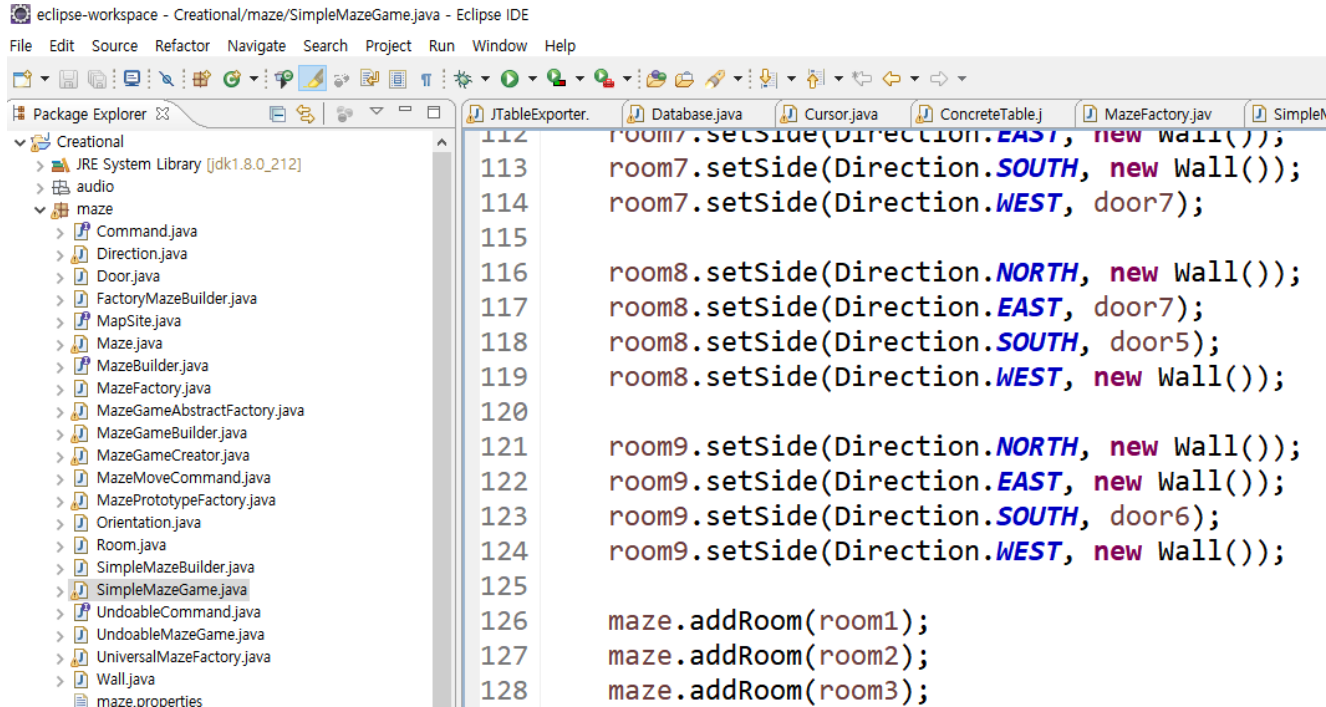 eclipse-workspace - Creational/maze/SimpleMazeGame.java - Eclipse IDE
File Edit Source Refactor Navigate Search Project Run Window Help
Package Explorer
JTableExporter.
Database.java
Cursor.java
ConcreteTable.j
MazeFactory.jav
SimpleM
Creational
JRE System Library [jdk1.8.0_212]
audio
maze
Command.java
Direction.java
Door.java
FactoryMazeBuilder.java
MapSite.java
Maze.java
MazeBuilder.java
MazeFactory.java
MazeGameAbstractFactory.java
MazeGameBuilder.java
MazeGameCreator.java
MazeMoveCommand.java
MazePrototypeFactory.java
Orientation.java
Room.java
SimpleMazeBuilder.java
SimpleMazeGame.java
UndoableCommand.java
UndoableMazeGame.java
UniversalMazeFactory.java
Wall.java
maze.properties
112 room7.setSide(Direction.EAST, new Wall());
113 room7.setSide(Direction.SOUTH, new Wall());
114 room7.setSide(Direction.WEST, door7);
115
116 room8.setSide(Direction.NORTH, new Wall());
117 room8.setSide(Direction.EAST, door7);
118 room8.setSide(Direction.SOUTH, door5);
119 room8.setSide(Direction.WEST, new Wall());
120
121 room9.setSide(Direction.NORTH, new Wall());
122 room9.setSide(Direction.EAST, new Wall());
123 room9.setSide(Direction.SOUTH, door6);
124 room9.setSide(Direction.WEST, new Wall());
125
126 maze.addRoom(room1);
127 maze.addRoom(room2);
128 maze.addRoom(room3);